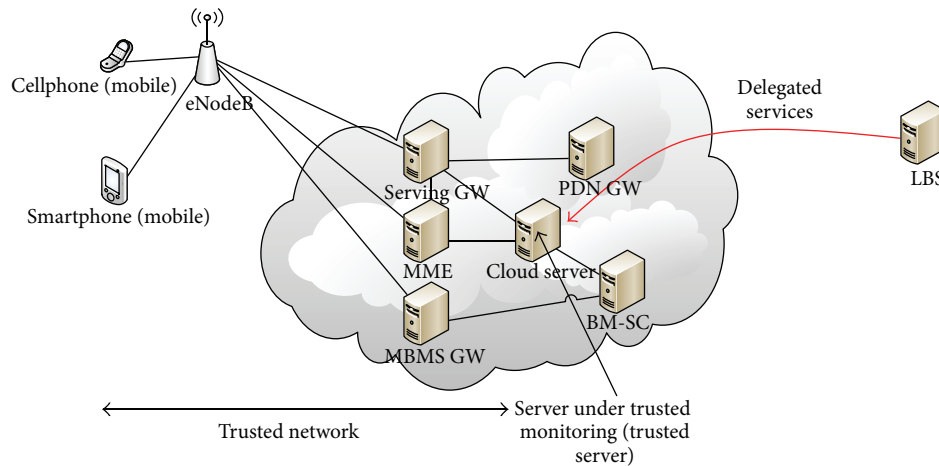 Cellphone (mobile)
eNodeB
Delegated
services
Serving GW
PDN GW
LBS
Smartphone (mobile)
MME
Cloud server
BM-SC
MBMS GW
Trusted network
Server under trusted
monitoring (trusted
server)